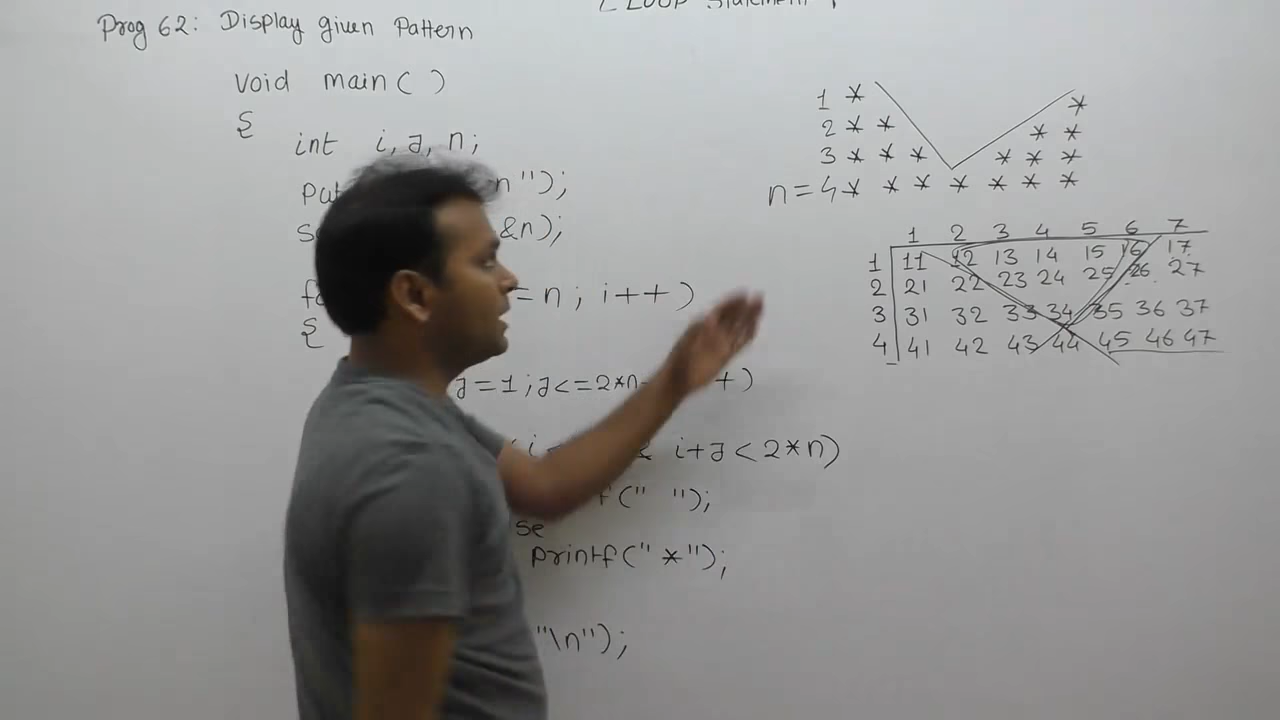 LOOP Statement
Prog 62: Display given Pattern
void main( )
{
int i, J, n;
n");
&n);
=n ; i++)
{
J=1;J<=2*n- +)
i & i+J<2*n)
f(" ");
se
printf("*");
"\n");
1 *
*
2 * *
* *
3 * * *
* * *
n=4 * * * * * * *
1 2 3 4 5 6 7
1 11 12 13 14 15 16 17
2 21 22 23 24 25 26 27
3 31 32 33 34 35 36 37
4 41 42 43 44 45 46 47